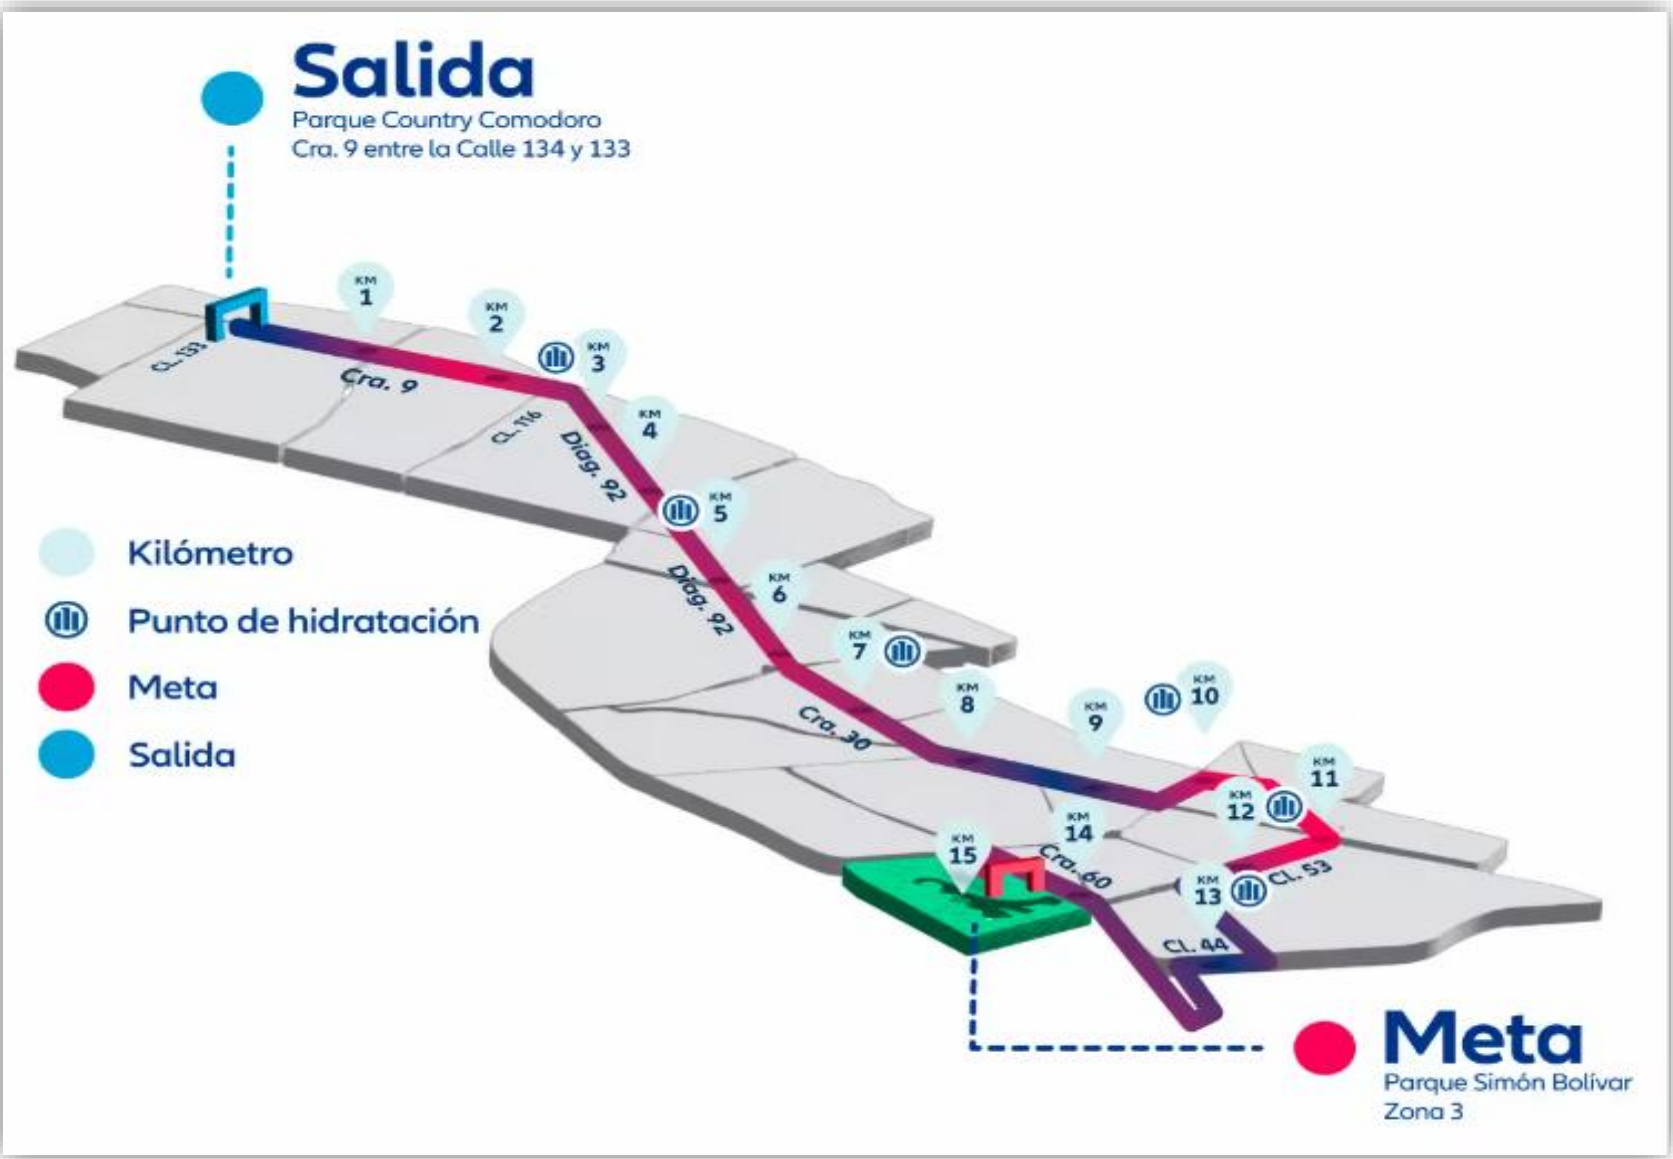 Salida
Parque Country Comodoro
Cra. 9 entre la Calle 134 y 133
KM
1
KM
2
KM
3
CL. 133
Cra. 9
CL. 116
KM
4
Diag. 92
KM
5
Diag. 92
KM
6
KM
7
KM
8
KM
9
KM
10
Cra. 30
KM
11
KM
12
KM
13
KM
14
KM
15
Cra. 60
Cl. 53
Cl. 44
Kilómetro
Punto de hidratación
Meta
Salida
Meta
Parque Simón Bolívar
Zona 3